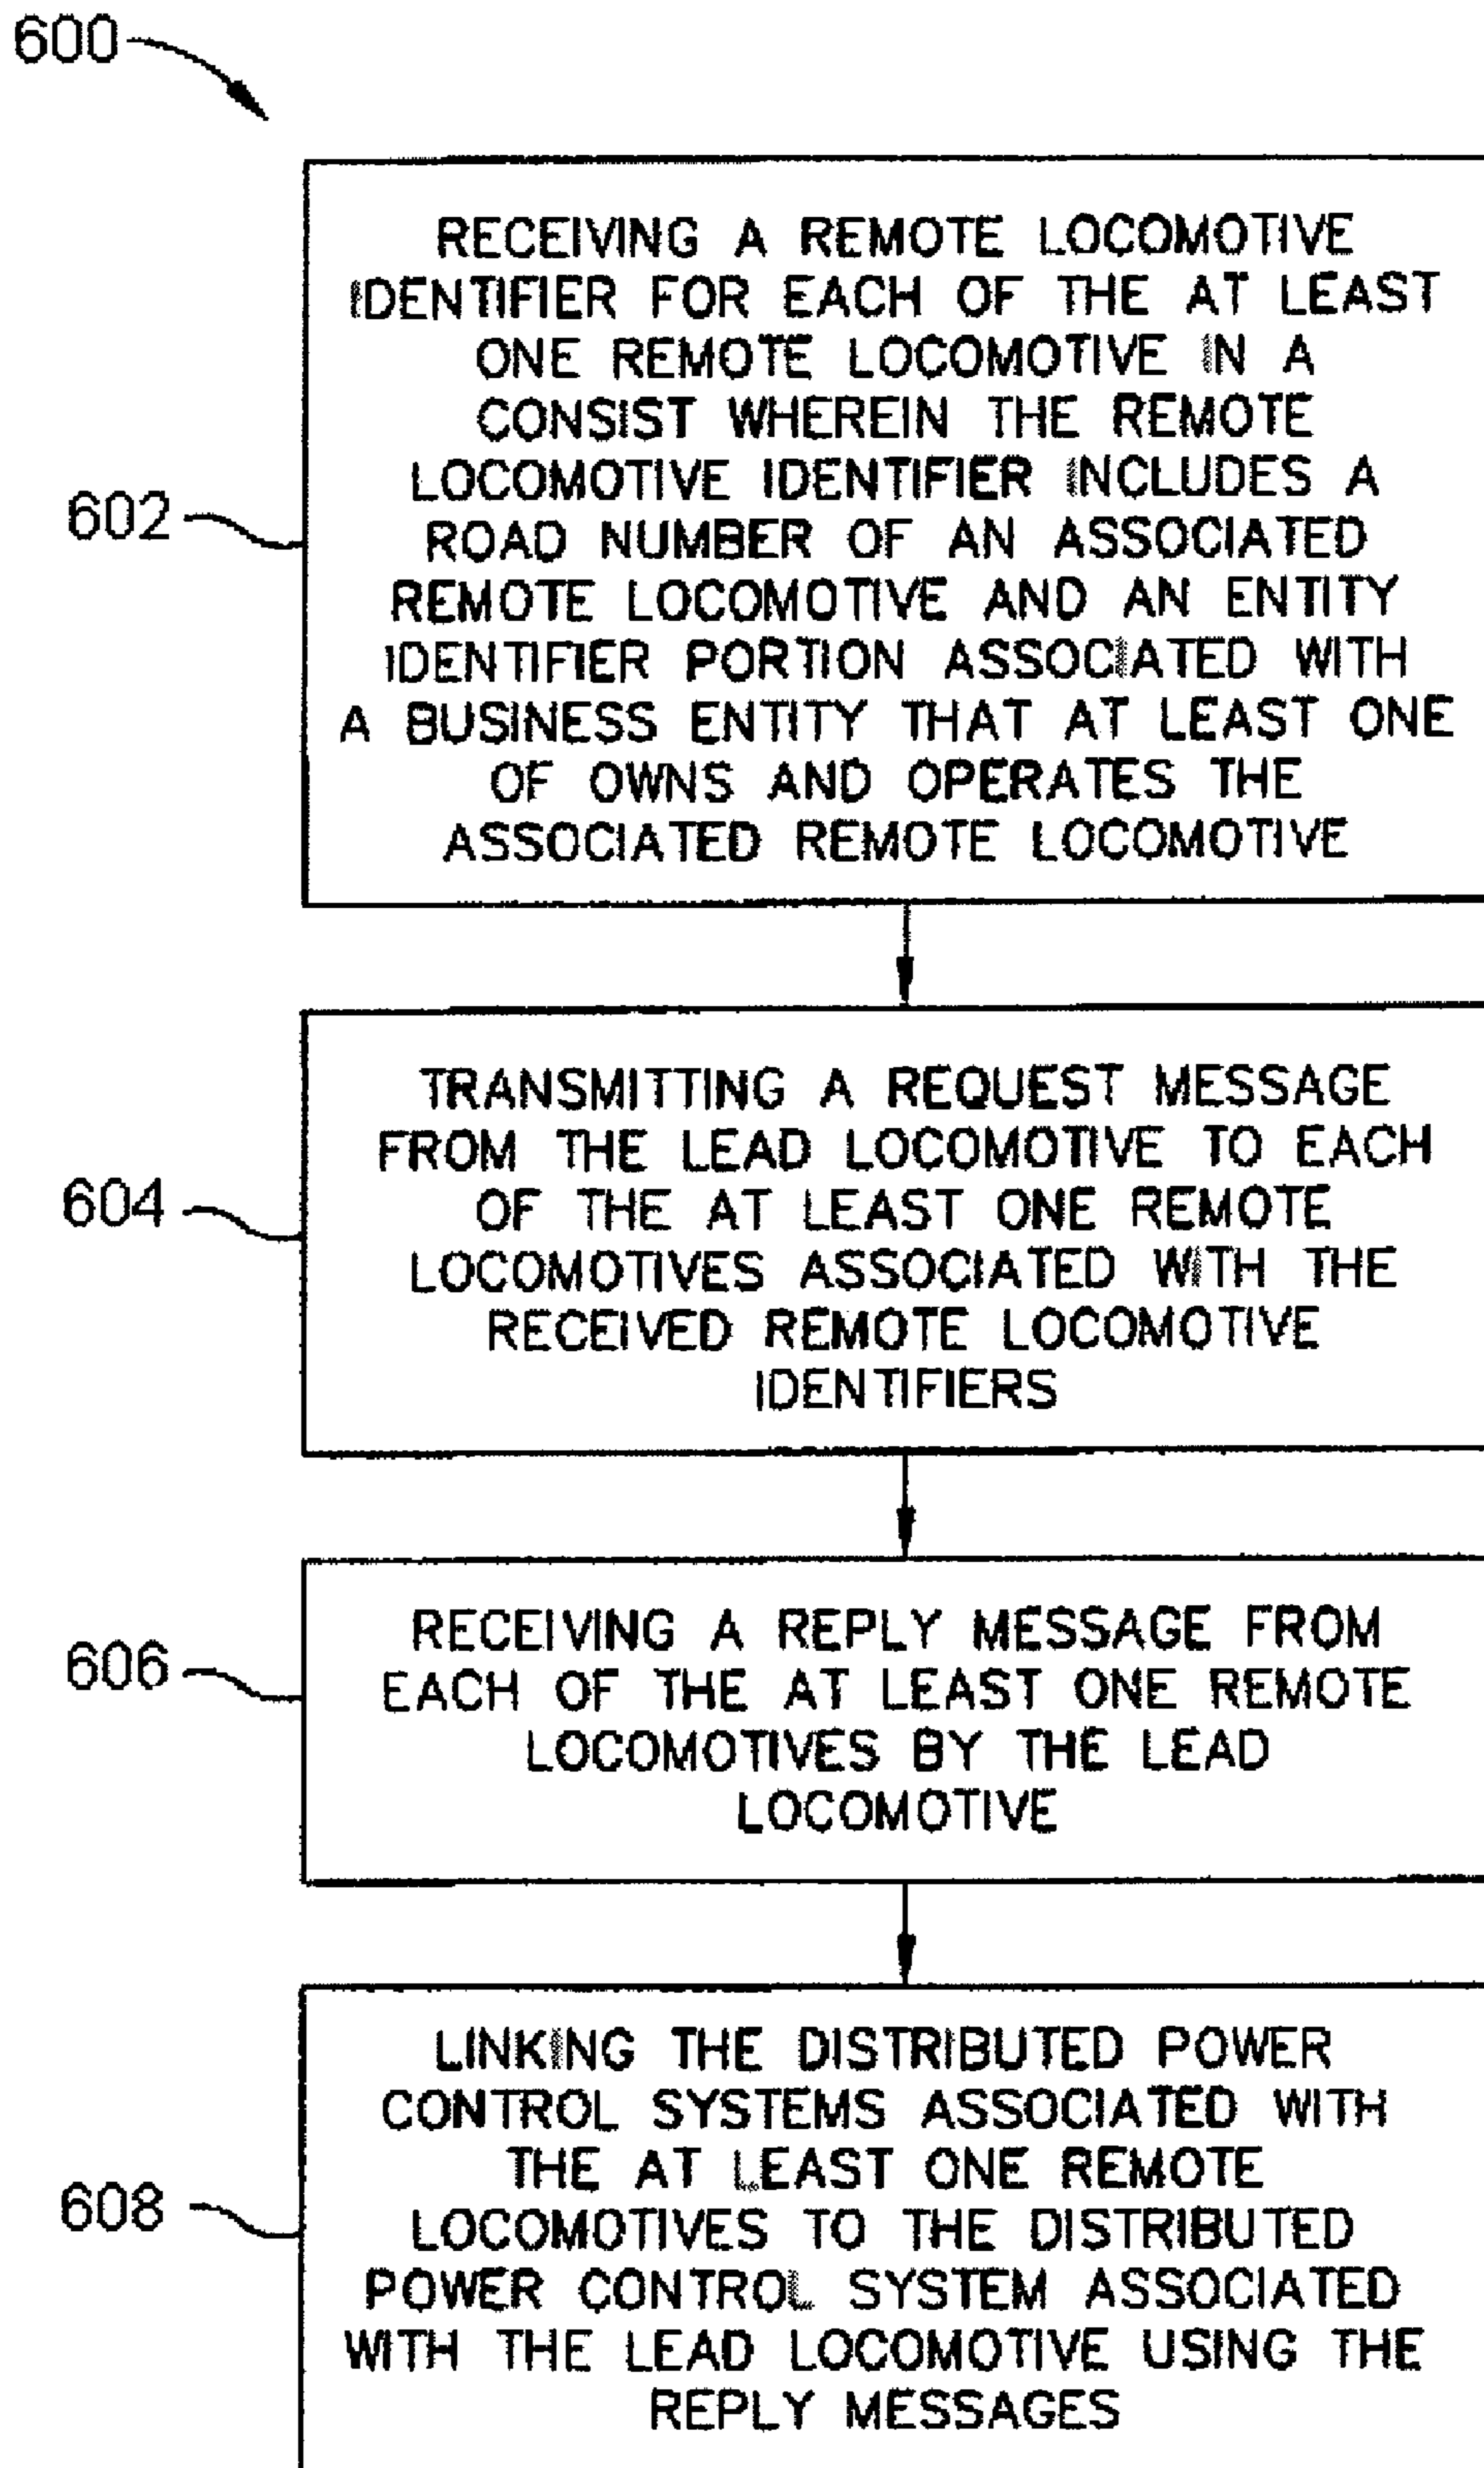 600
RECEIVING A REMOTE LOCOMOTIVE
IDENTIFIER FOR EACH OF THE AT LEAST
ONE REMOTE LOCOMOTIVE IN A
CONSIST WHEREIN THE REMOTE
LOCOMOTIVE IDENTIFIER INCLUDES A
ROAD NUMBER OF AN ASSOCIATED
REMOTE LOCOMOTIVE AND AN ENTITY
IDENTIFIER PORTION ASSOCIATED WITH
A BUSINESS ENTITY THAT AT LEAST ONE
OF OWNS AND OPERATES THE
ASSOCIATED REMOTE LOCOMOTIVE
602
TRANSMITTING A REQUEST MESSAGE
FROM THE LEAD LOCOMOTIVE TO EACH
OF THE AT LEAST ONE REMOTE
LOCOMOTIVES ASSOCIATED WITH THE
RECEIVED REMOTE LOCOMOTIVE
IDENTIFIERS
604
RECEIVING A REPLY MESSAGE FROM
EACH OF THE AT LEAST ONE REMOTE
LOCOMOTIVES BY THE LEAD
LOCOMOTIVE
606
LINKING THE DISTRIBUTED POWER
CONTROL SYSTEMS ASSOCIATED WITH
THE AT LEAST ONE REMOTE
LOCOMOTIVES TO THE DISTRIBUTED
POWER CONTROL SYSTEM ASSOCIATED
WITH THE LEAD LOCOMOTIVE USING THE
REPLY MESSAGES
608